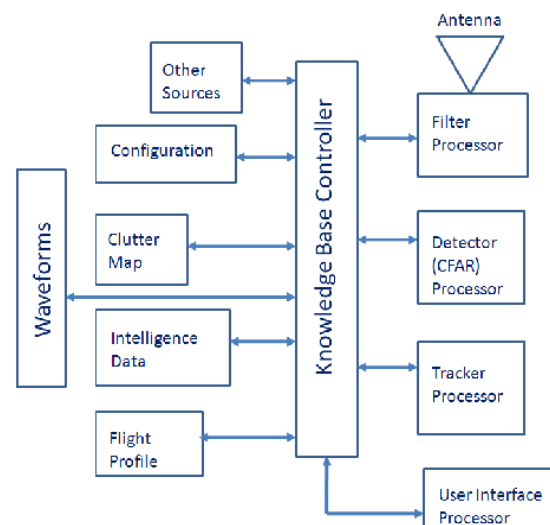 Antenna
Other
Sources
Filter
Processor
Configuration
Knowledge Base Controller
Waveforms
Clutter
Map
Detector
(CFAR)
Processor
Intelligence
Data
Tracker
Processor
Flight
Profile
User Interface
Processor